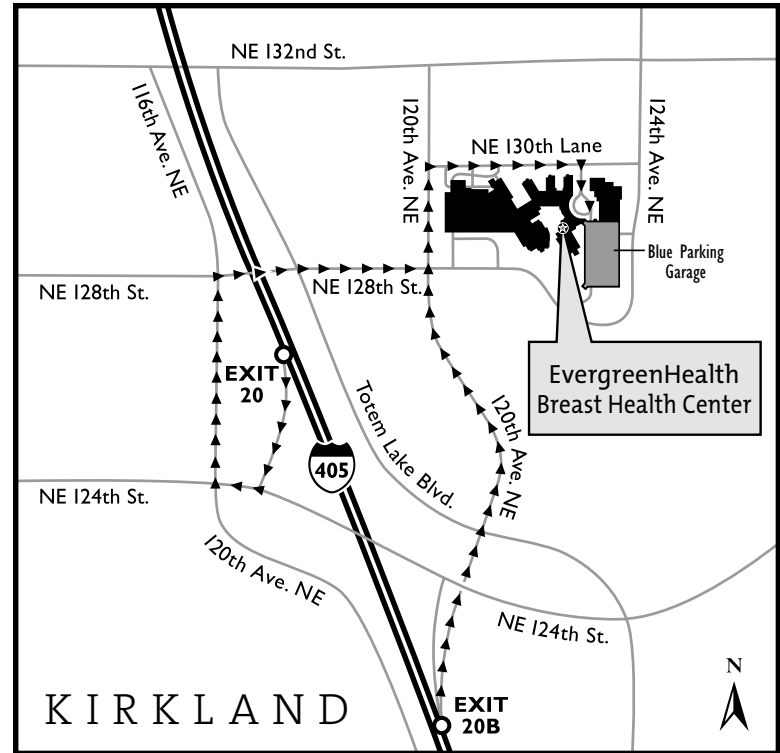 NE 132nd St.
116th Ave. NE
120th Ave. NE
124th Ave. NE
NE 130th Lane
Blue Parking
Garage
NE 128th St.
NE 128th St.
EvergreenHealth
Breast Health Center
EXIT
20
405
Totem Lake Blvd.
120th Ave. NE
NE 124th St.
120th Ave. NE
NE 124th St.
KIRKLAND
EXIT
20B
N